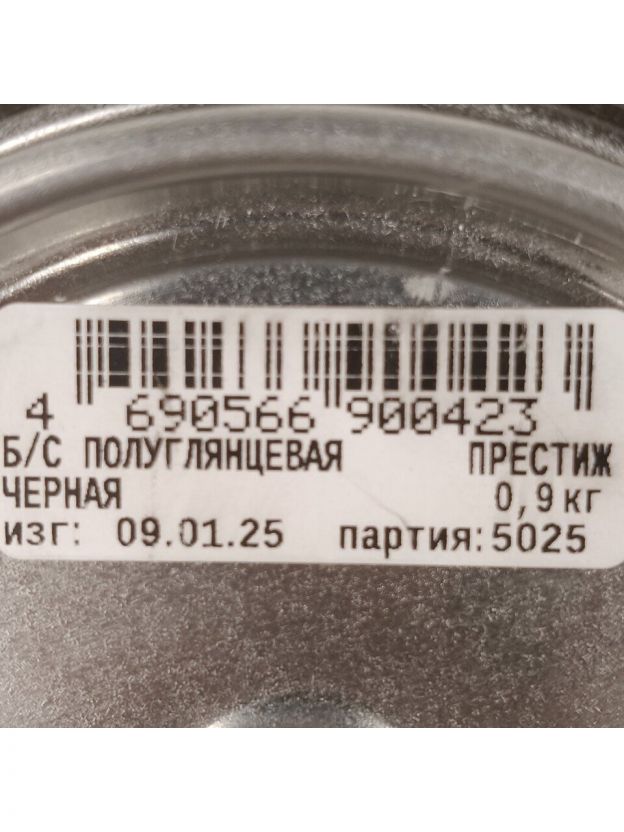 4 690566 900423
Б/С ПОЛУГЛЯНЦЕВАЯ ПРЕСТИЖ
ЧЕРНАЯ 0,9кг
изг: 09.01.25 партия:5025